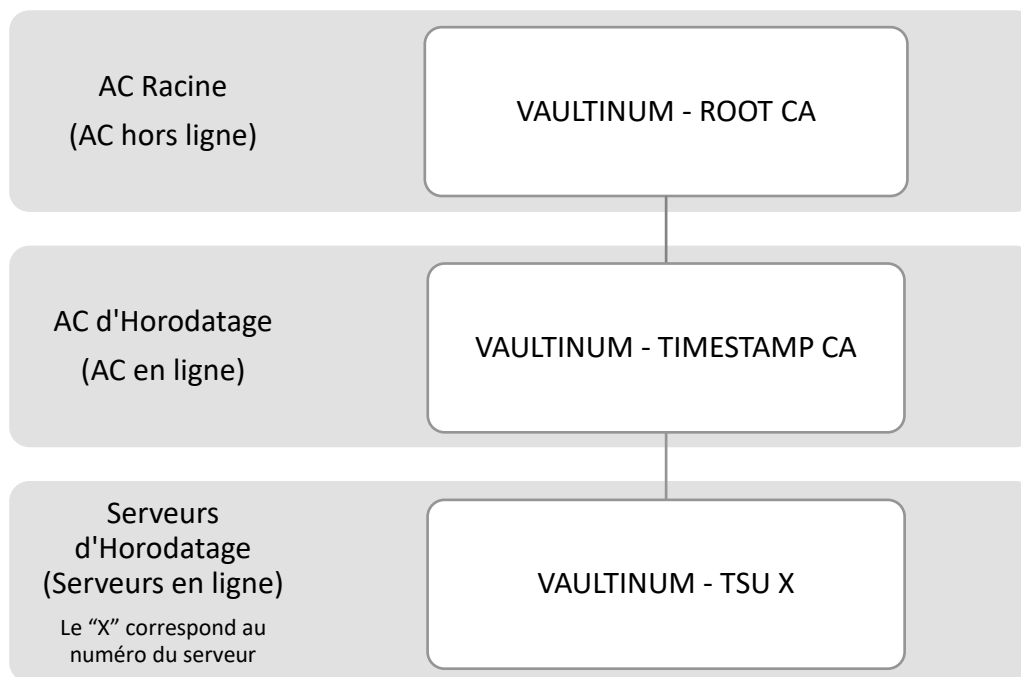 AC Racine
(AC hors ligne)
VAULTINUM - ROOT CA
AC d'Horodatage
(AC en ligne)
VAULTINUM - TIMESTAMP CA
Serveurs
d'Horodatage
(Serveurs en ligne)
Le “X” correspond au
numéro du serveur
VAULTINUM - TSU X